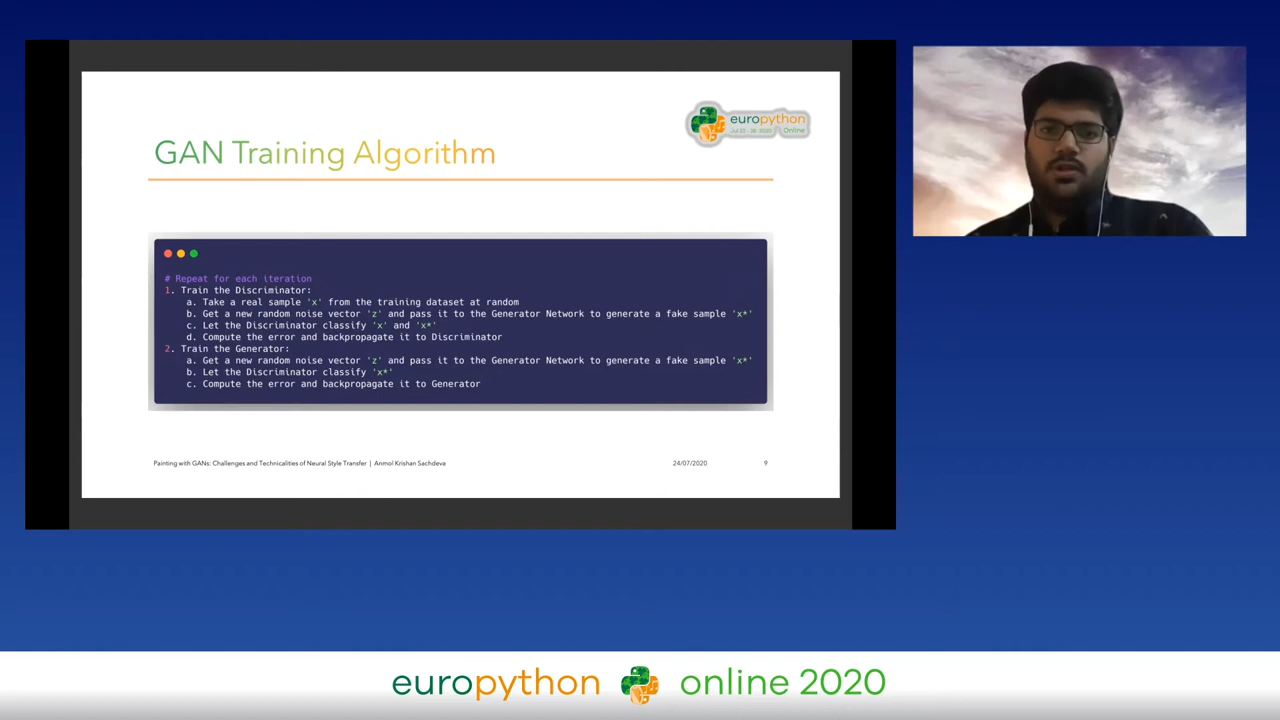 europython
Jul 23 - 26 2020 Online
GAN Training Algorithm
# Repeat for each iteration
1. Train the Discriminator:
a. Take a real sample 'x' from the training dataset at random
b. Get a new random noise vector 'z' and pass it to the Generator Network to generate a fake sample 'x*'
c. Let the Discriminator classify 'x' and 'x*'
d. Compute the error and backpropagate it to Discriminator
2. Train the Generator:
a. Get a new random noise vector 'z' and pass it to the Generator Network to generate a fake sample 'x*'
b. Let the Discriminator classify 'x*'
c. Compute the error and backpropagate it to Generator
Painting with GANs: Challenges and Technicalities of Neural Style Transfer | Anmol Krishan Sachdeva 24/07/2020 9
europython online 2020